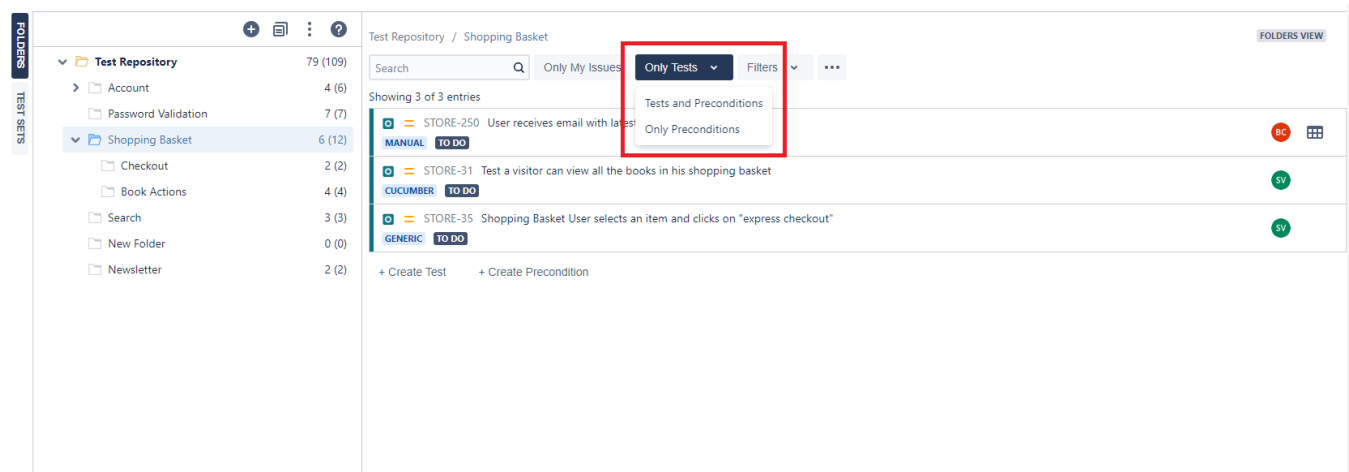 FOLDERS
TEST SETS
Test Repository 79 (109)
Account 4 (6)
Password Validation 7 (7)
Shopping Basket 6 (12)
Checkout 2 (2)
Book Actions 4 (4)
Search 3 (3)
New Folder 0 (0)
Newsletter 2 (2)
Test Repository / Shopping Basket
FOLDERS VIEW
Search Only My Issues Only Tests Filters
Tests and Preconditions
Only Preconditions
Showing 3 of 3 entries
STORE-250 User receives email with latest
BC
MANUAL TO DO
STORE-31 Test a visitor can view all the books in his shopping basket
SV
CUCUMBER TO DO
STORE-35 Shopping Basket User selects an item and clicks on "express checkout"
SV
GENERIC TO DO
+ Create Test + Create Precondition